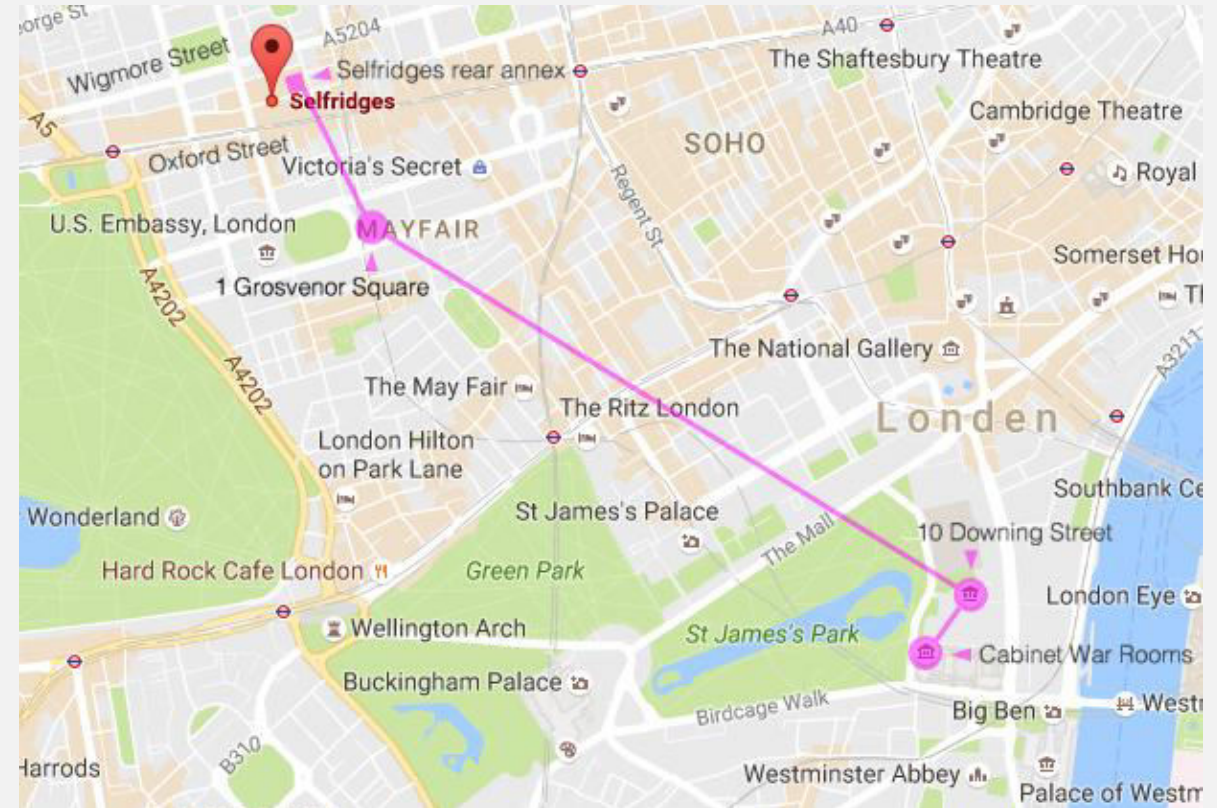 eorge St
A5204
A40
Wigmore Street
The Shaftesbury Theatre
Selfridges rear annex
Selfridges
Cambridge Theatre
A5
SOHO
Oxford Street
Victoria's Secret
Royal
Regent St
U.S. Embassy, London
MAYFAIR
Somerset Ho
A4202
1 Grosvenor Square
The National Gallery
A3211
A4202
The May Fair
The Ritz London
Londen
London Hilton
on Park Lane
Southbank Ce
Wonderland
St James's Palace
10 Downing Street
The Mall
Hard Rock Cafe London
Green Park
London Eye
Wellington Arch
St James's Park
Cabinet War Rooms
Buckingham Palace
Birdcage Walk
Big Ben
West
B310
Harrods
Westminster Abbey
Palace of Westm